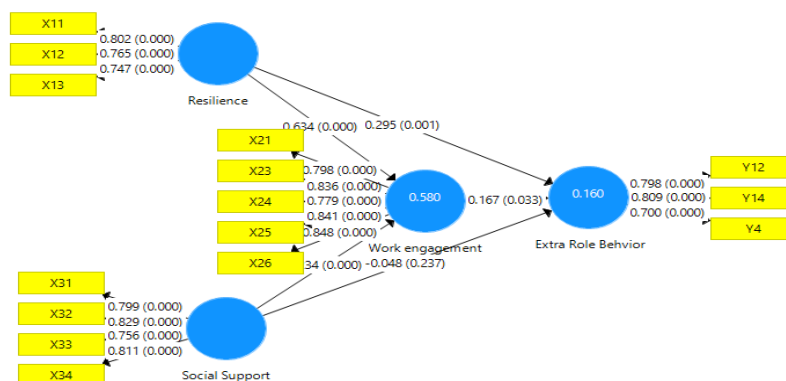 X11
0.802 (0.000)
X12
0.765 (0.000)
X13
0.747 (0.000)
Resilience
0.634 (0.000)
0.295 (0.001)
X21
X23
0.798 (0.000)
0.836 (0.000)
X24
0.779 (0.000)
0.841 (0.000)
X25
0.848 (0.000)
X26
0.580
Work engagement
0.167 (0.033)
0.160
Extra Role Behvior
0.798 (0.000)
Y12
0.809 (0.000)
Y14
0.700 (0.000)
Y4
34 (0.000)
-0.048 (0.237)
X31
0.799 (0.000)
X32
0.829 (0.000)
0.756 (0.000)
X33
0.811 (0.000)
X34
Social Support